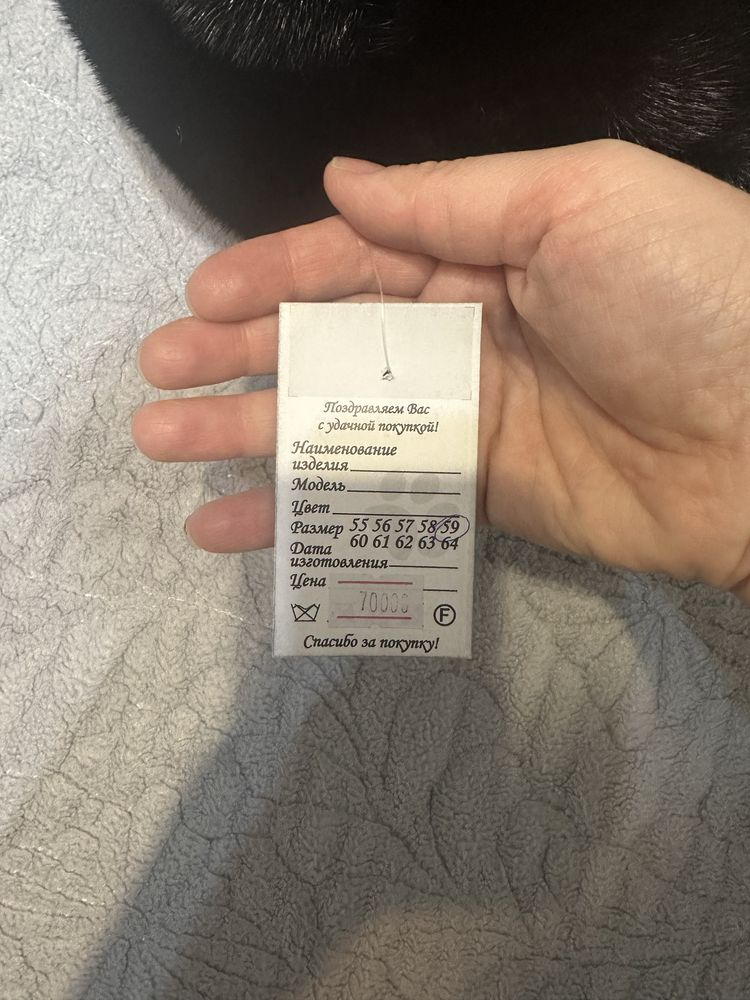 Поздравляем Вас
с удачной покупкой!
Наименование
изделия
Модель
Цвет
Размер 55 56 57 58 59
60 61 62 63 64
Дата
изготовления
Цена
70000
F
Спасибо за покупку!